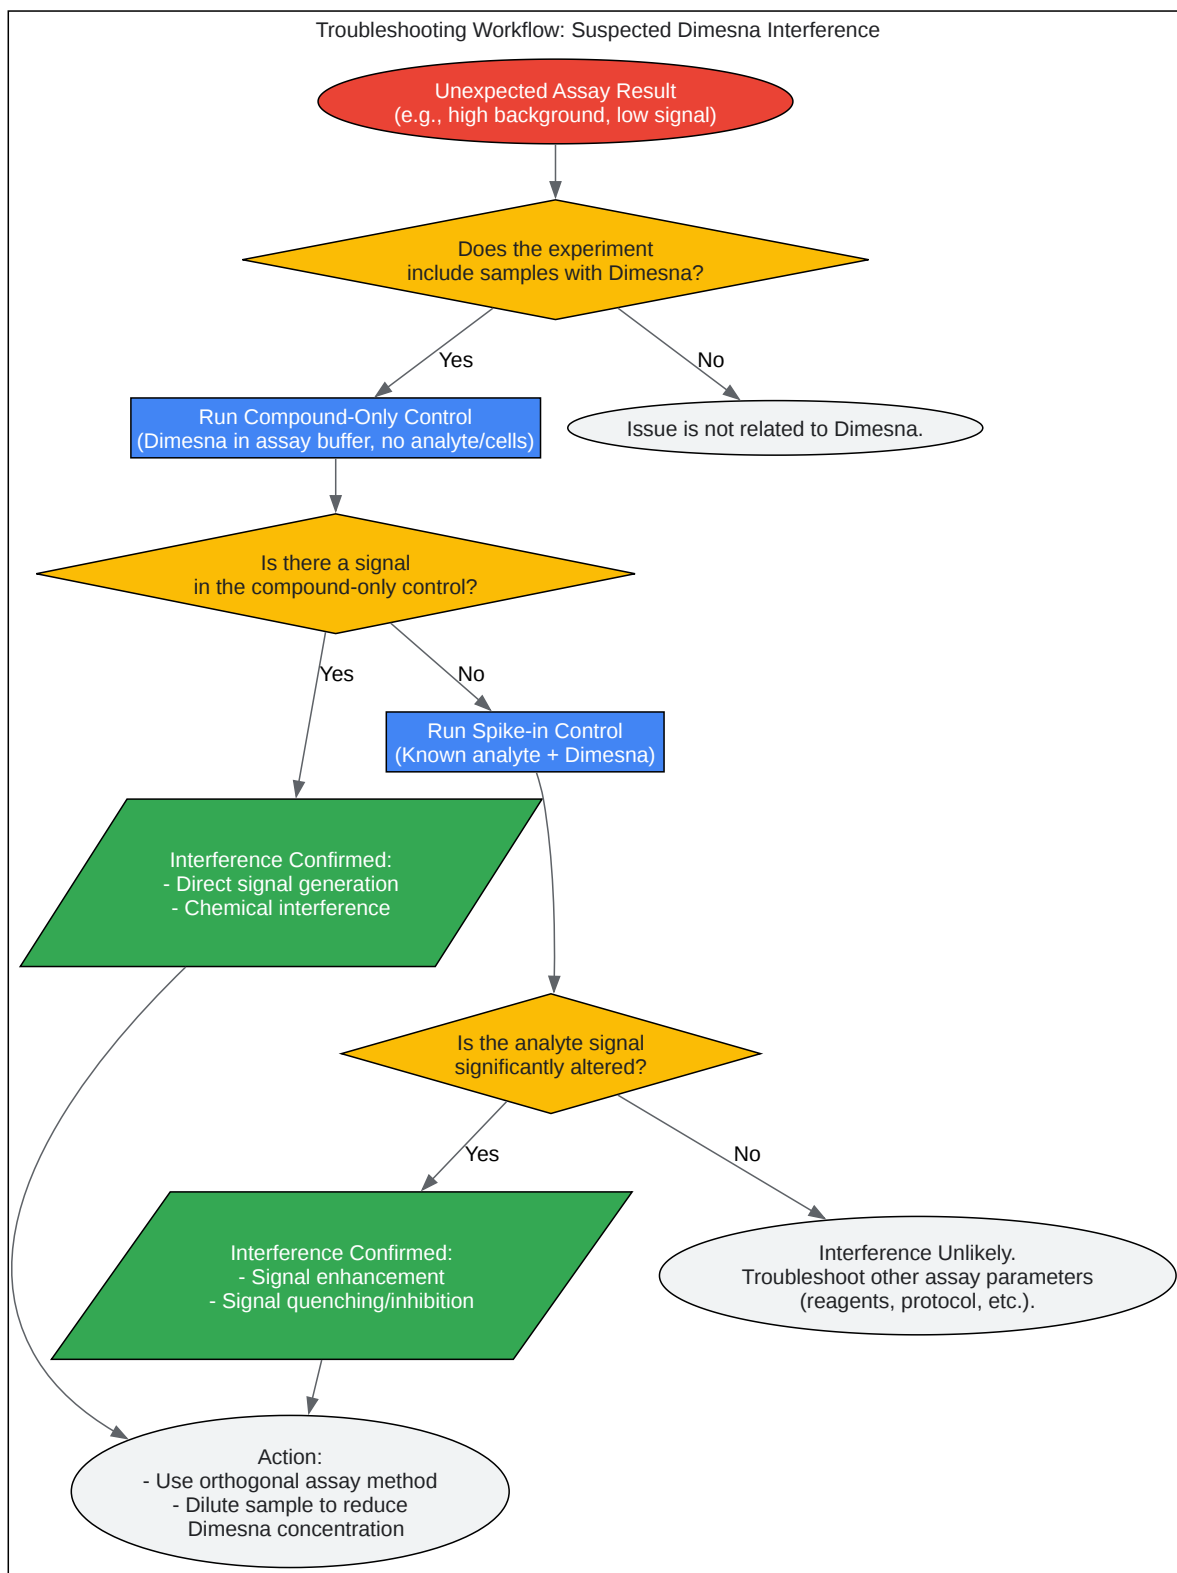 Troubleshooting Workflow: Suspected Dimesna Interference
Unexpected Assay Result
(e.g., high background, low signal)
Does the experiment
include samples with Dimesna?
Yes
No
Run Compound-Only Control
(Dimesna in assay buffer, no analyte/cells)
Issue is not related to Dimesna.
Is there a signal
in the compound-only control?
Yes
No
Run Spike-in Control
(Known analyte + Dimesna)
Interference Confirmed:
- Direct signal generation
- Chemical interference
Is the analyte signal
significantly altered?
Yes
No
Interference Confirmed:
- Signal enhancement
- Signal quenching/inhibition
Interference Unlikely.
Troubleshoot other assay parameters
(reagents, protocol, etc.).
Action:
- Use orthogonal assay method
- Dilute sample to reduce
Dimesna concentration